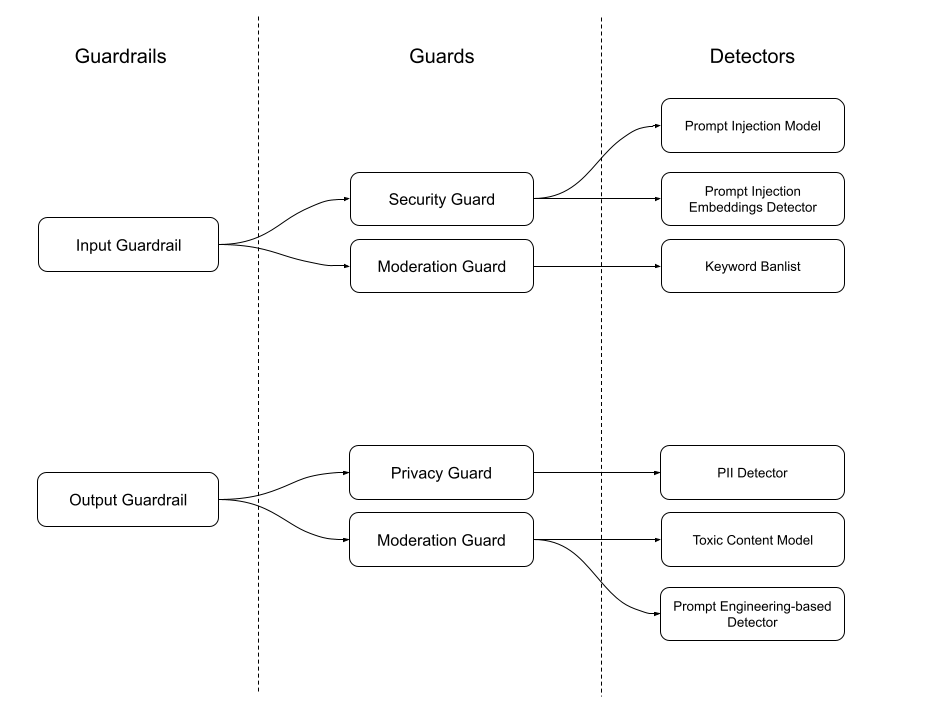 Guardrails
Guards
Detectors
Prompt Injection Model
Security Guard
Prompt Injection
Embeddings Detector
Input Guardrail
Moderation Guard
Keyword Banlist
Privacy Guard
PII Detector
Output Guardrail
Moderation Guard
Toxic Content Model
Prompt Engineering-based
Detector